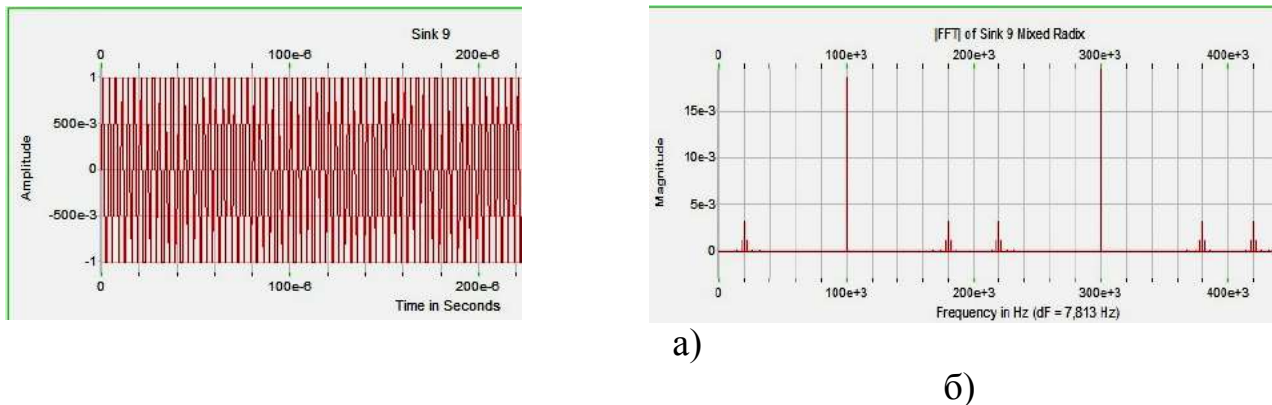 Sink 9
0 100e-6 200e-6
1
500e-3
0
-500e-3
-1
Amplitude
0 100e-6 200e-6
Time in Seconds
|FFT| of Sink 9 Mixed Radix
0 100e+3 200e+3 300e+3 400e+3
15e-3
10e-3
5e-3
0
Magnitude
0 100e+3 200e+3 300e+3 400e+3
Frequency in Hz (dF = 7,813 Hz)
а)
б)